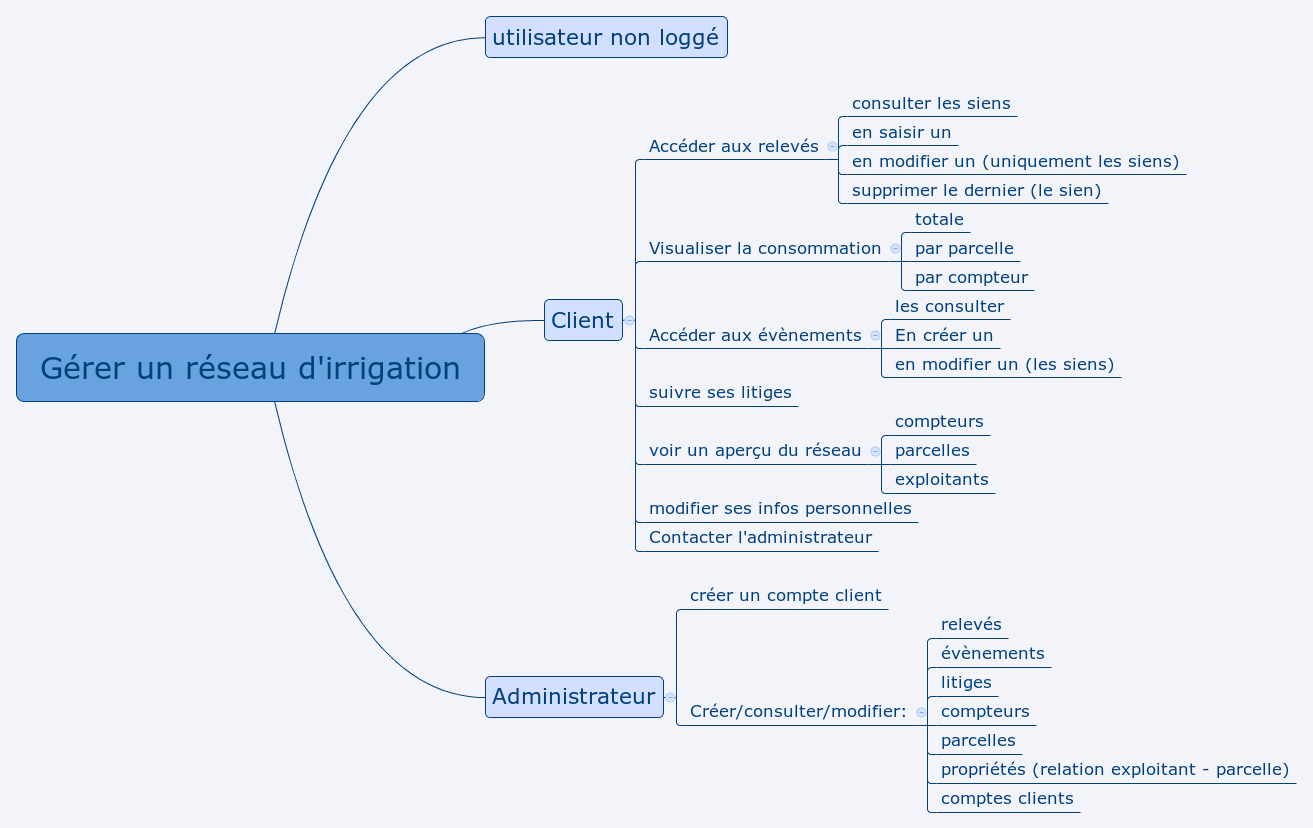 utilisateur non loggé
consulter les siens
en saisir un
Accéder aux relevés
en modifier un (uniquement les siens)
supprimer le dernier (le sien)
totale
Visualiser la consommation
par parcelle
par compteur
les consulter
Client
Accéder aux évènements
En créer un
en modifier un (les siens)
Gérer un réseau d'irrigation
suivre ses litiges
compteurs
voir un aperçu du réseau
parcelles
exploitants
modifier ses infos personnelles
Contacter l'administrateur
créer un compte client
relevés
évènements
litiges
Administrateur
Créer/consulter/modifier:
compteurs
parcelles
propriétés (relation exploitant - parcelle)
comptes clients